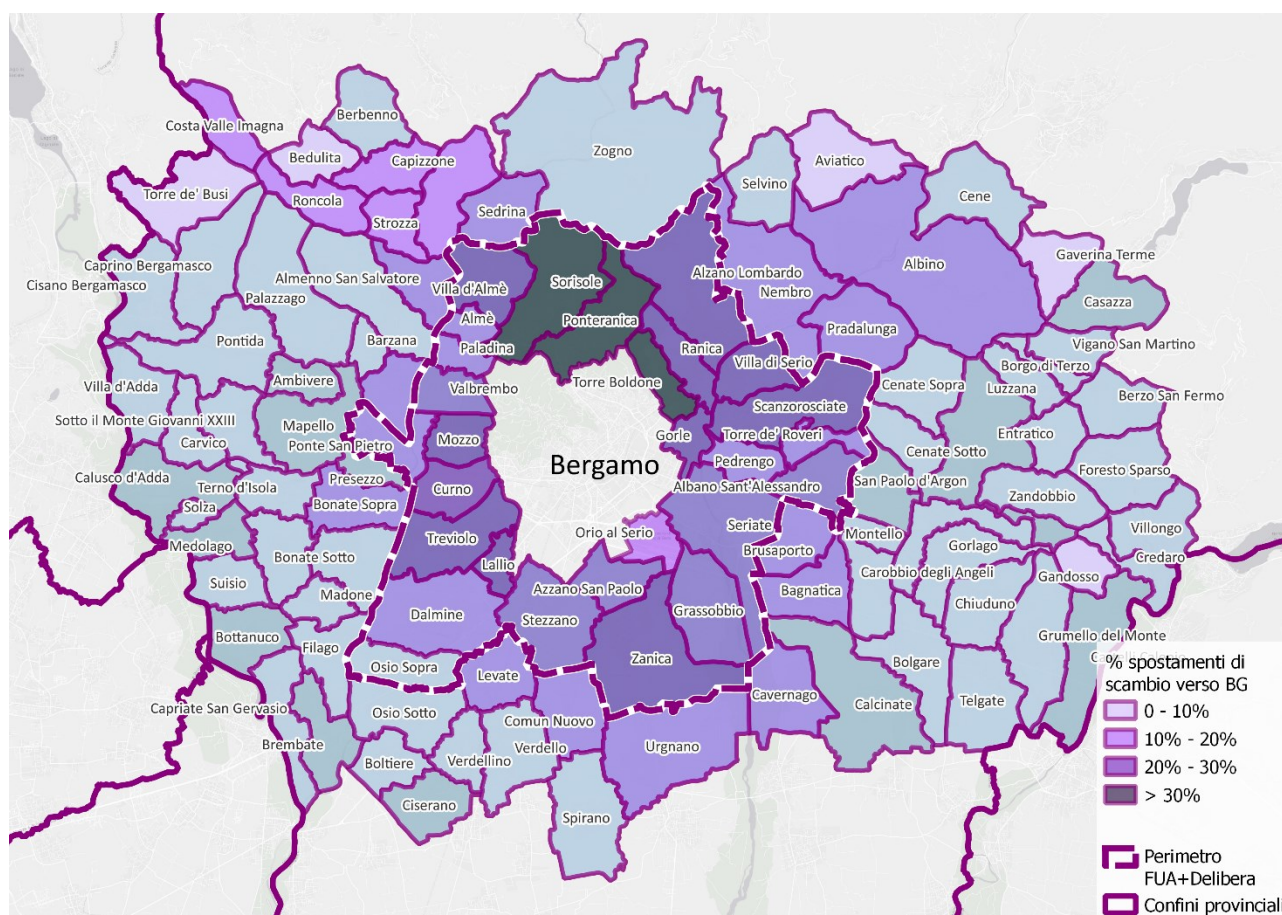 Berbenno
Costa Valle Imagna
Zogno
Bedulita
Capizzone
Aviatico
Selvino
Cene
Torre de' Busi
Roncola
Strozza
Sedrina
Gaverina Terme
Albino
Caprino Bergamasco
Almenno San Salvatore
Alzano Lombardo
Cisano Bergamasco
Villa d'Almè
Sorisole
Nembro
Casazza
Palazzago
Almè
Ponteranica
Pradalunga
Pontida
Barzana
Paladina
Ranica
Vigano San Martino
Villa di Serio
Borgo di Terzo
Villa d'Adda
Ambivere
Valbrembo
Torre Boldone
Cenate Sopra
Luzzana
Berzo San Fermo
Scanzorosciate
Sotto il Monte Giovanni XXIII
Mapello
Entratico
Carvico
Ponte San Pietro
Mozzo
Gorle
Torre de' Roveri
Cenate Sotto
Bergamo
Pedrengo
Foresto Sparso
Calusco d'Adda
Presezzo
Terno d'Isola
Curno
Albano Sant'Alessandro
San Paolo d'Argon
Zandobbio
Solza
Bonate Sopra
Villongo
Orio al Serio
Seriate
Montello
Treviolo
Gorlago
Medolago
Bonate Sotto
Brusaporto
Credaro
Lallio
Carobbio degli Angeli
Gandosso
Suisio
Madone
Azzano San Paolo
Bagnatica
Grassobbio
Chiuduno
Dalmine
Stezzano
Bottanuco
Grumello del Monte
Filago
Zanica
Osio Sopra
Bolgare
Levate
Cavernago
Telgate
Capriate San Gervasio
Osio Sotto
Comun Nuovo
Calcinate
Brembate
Verdello
Urgnano
Boltiere
Verdellino
Ciserano
Spirano
% spostamenti di
scambio verso BG
0 - 10%
10% - 20%
20% - 30%
> 30%
Perimetro
FUA+Delibera
Confini provincial